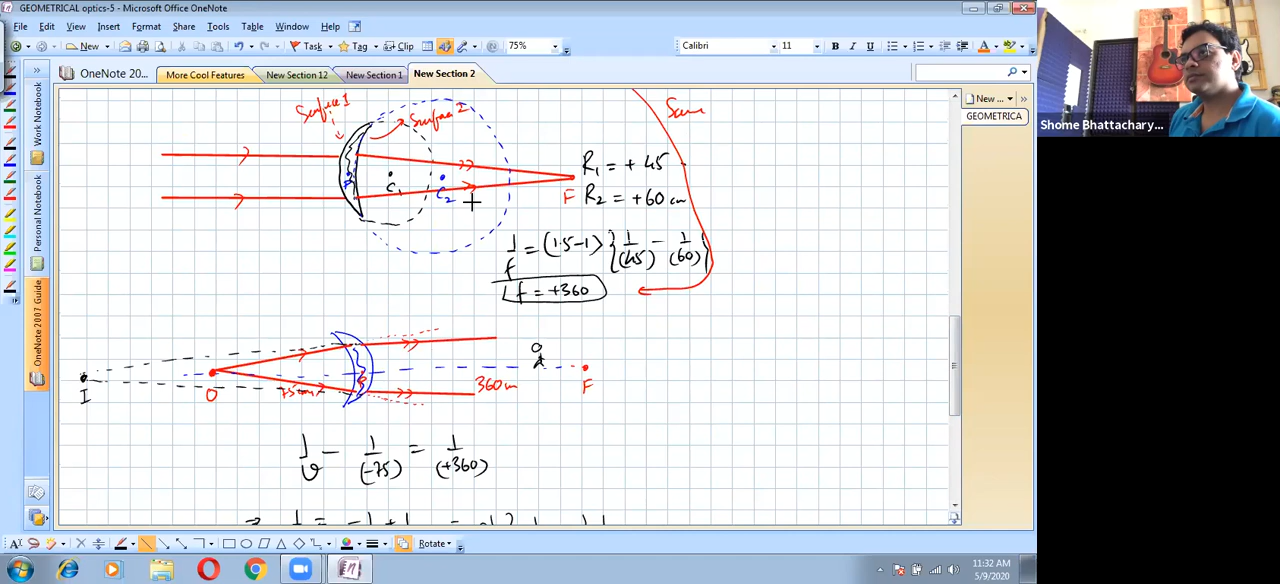 GEOMETRICAL optics-5 - Microsoft Office OneNote
File Edit View Insert Format Share Tools Table Window Help
New Task Tag Clip 75% Calibri 11 B I U A
OneNote 20... More Cool Features New Section 12 New Section 1 New Section 2
New ...
GEOMETRICA
Work Notebook
Personal Notebook
OneNote 2007 Guide
Shome Bhattachary...
Surface 1
Surface 2
Same
P C1 C2 F
R1 = + 45
R2 = +60 cm
1/f = (1.5-1) {1/(45) - 1/(60)}
f = +360
I O 75cm 360cm O F
1/v - 1/(-75) = 1/(+360)
Rotate
11:32 AM
5/9/2020